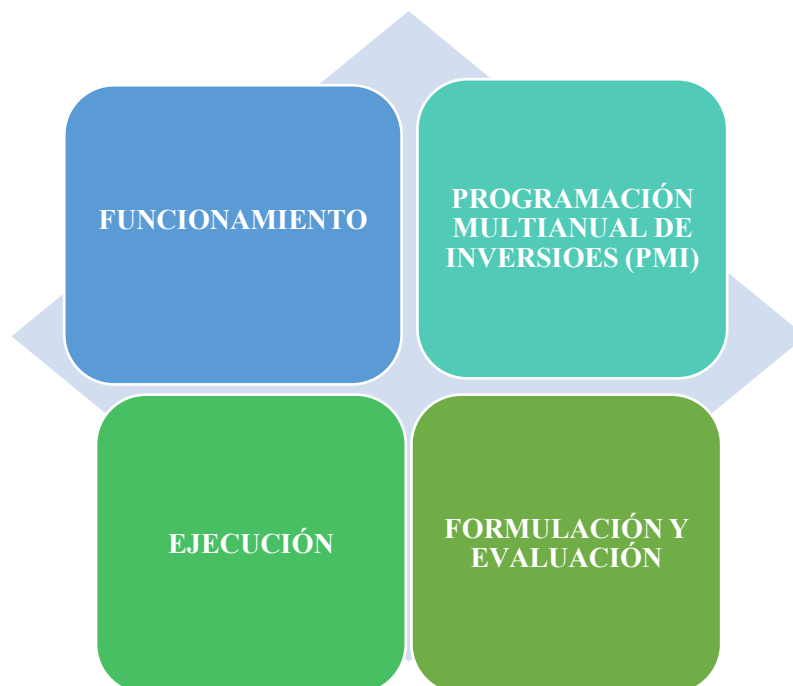 FUNCIONAMIENTO
PROGRAMACIÓN
MULTIANUAL DE
INVERSIOES (PMI)
EJECUCIÓN
FORMULACIÓN Y
EVALUACIÓN